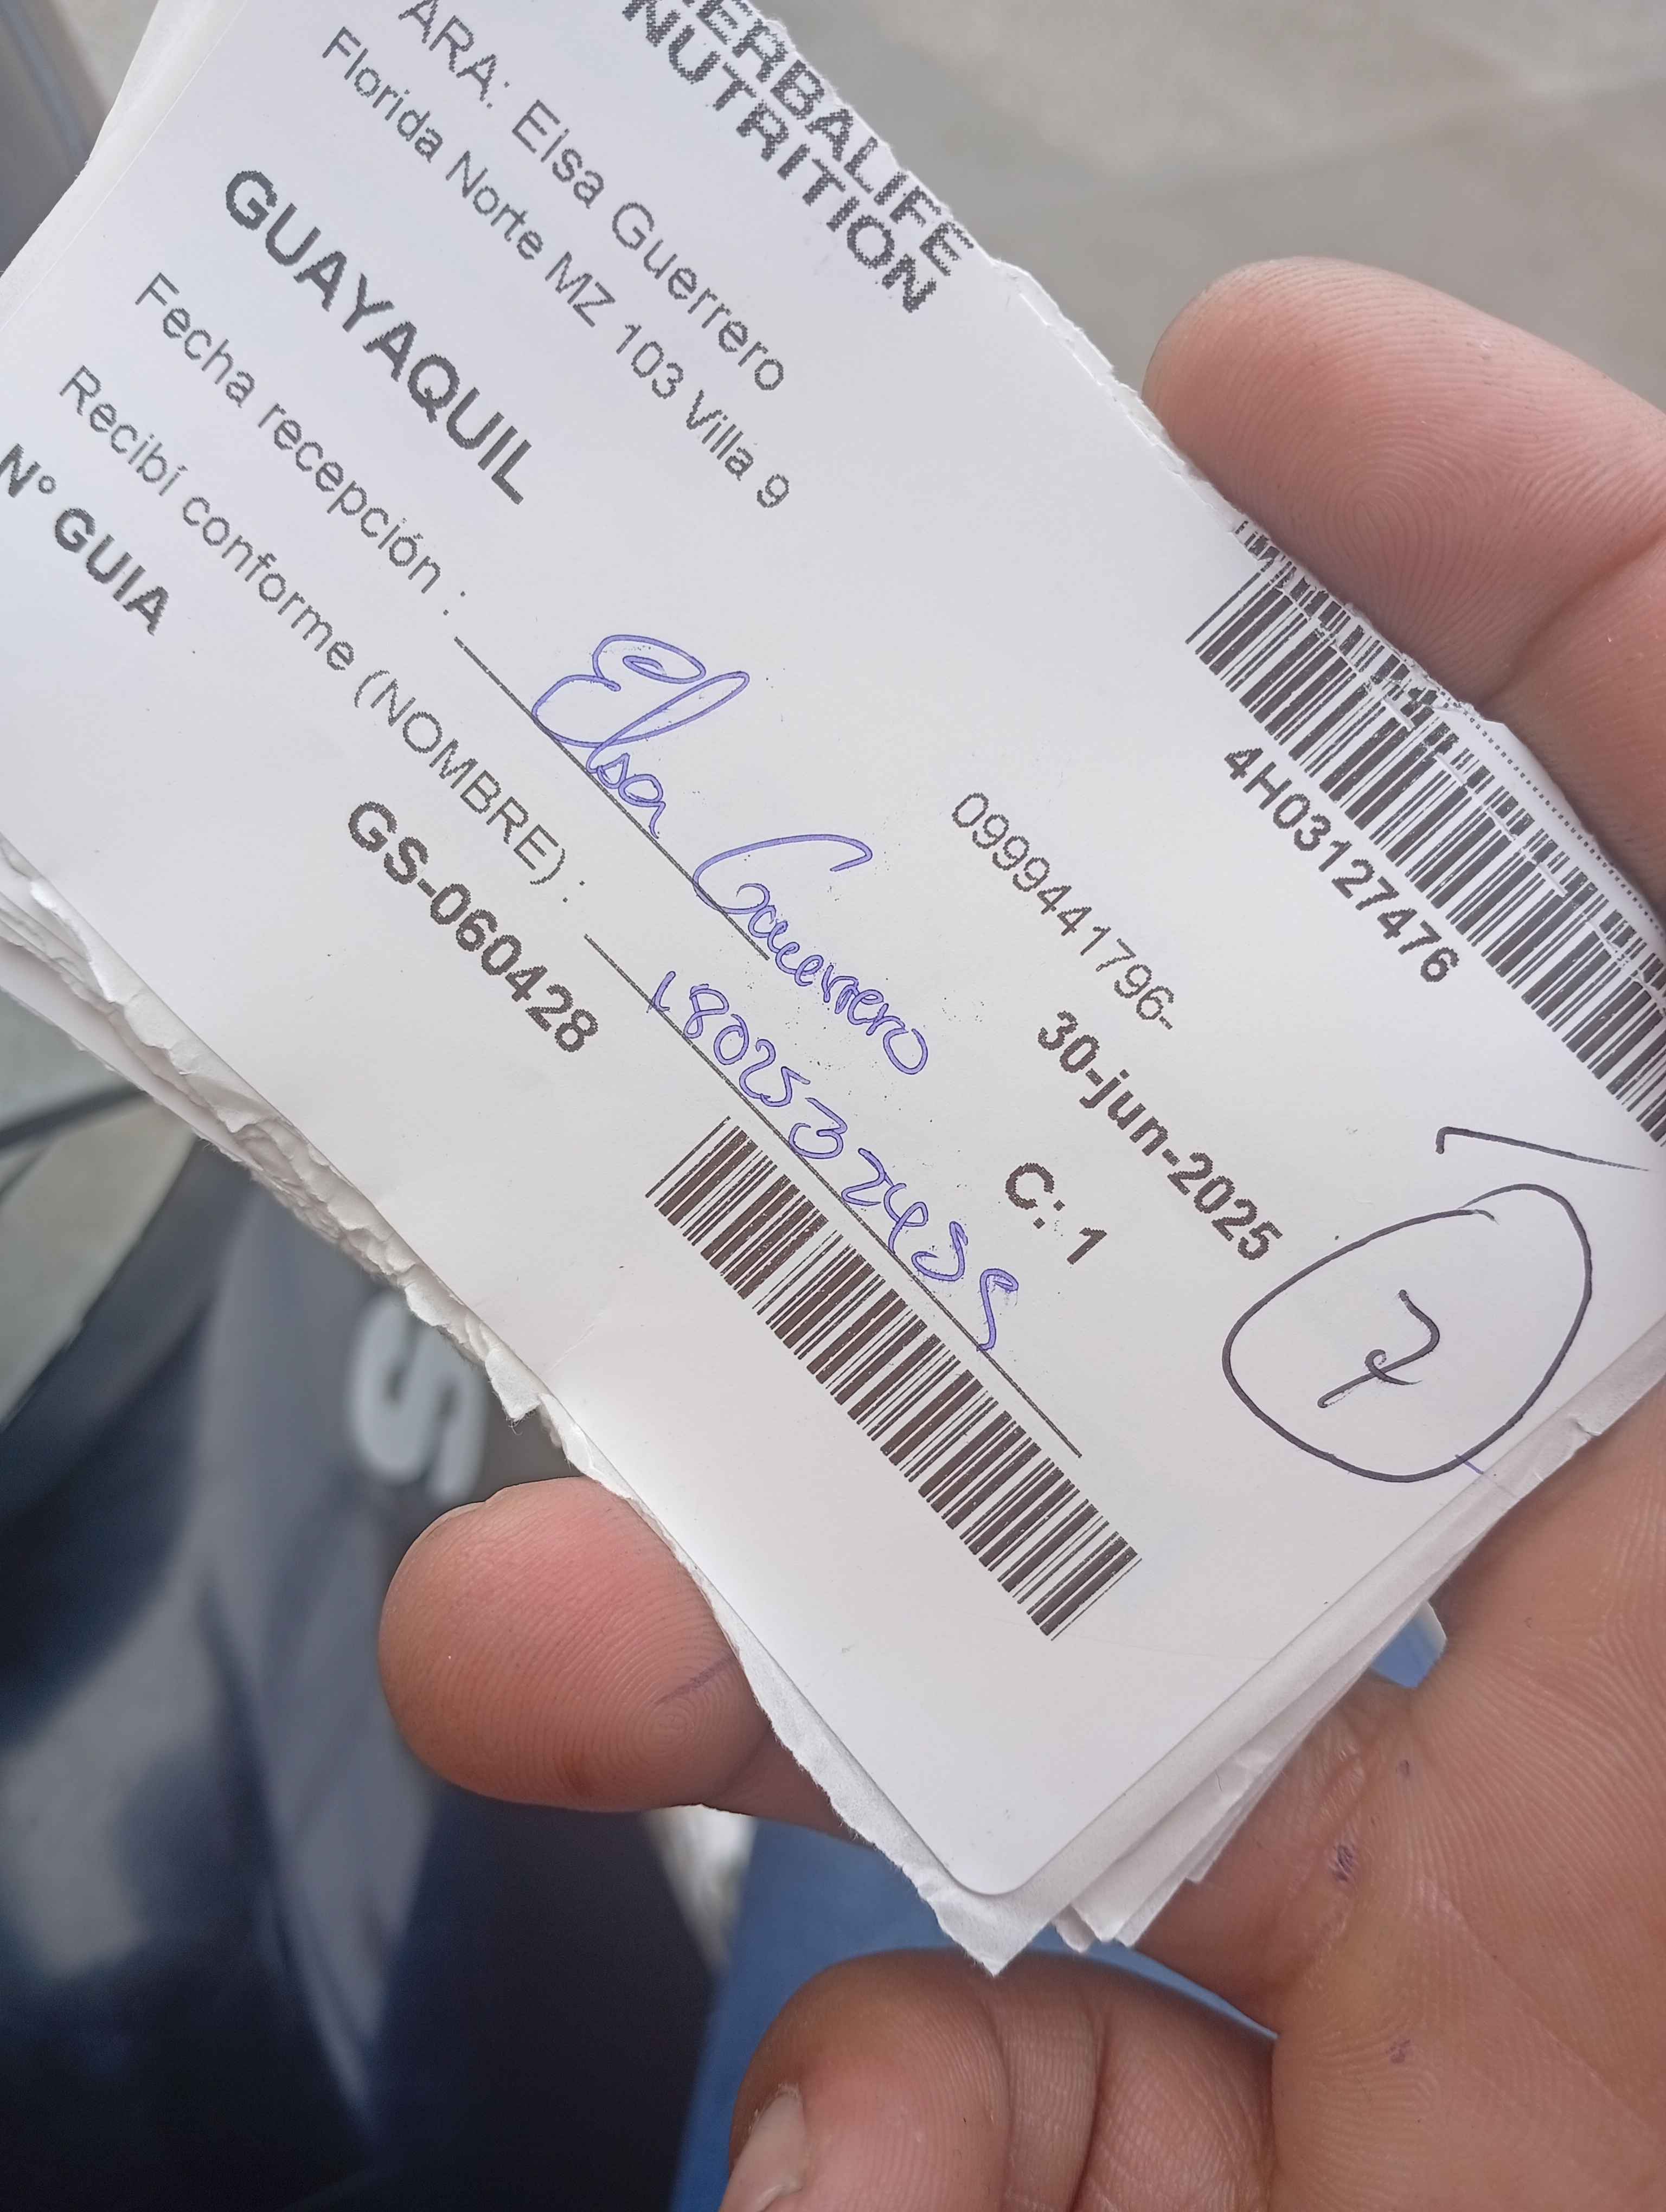 ERBALIFE
NUTRITION
4H03127476
ARA: Elsa Guerrero
Florida Norte MZ 103 Villa 9
0999441796-
30-jun-2025
GUAYAQUIL
C: 1
7
Fecha recepción :
Elsa Guerrero
Recibí conforme (NOMBRE) :
N° GUIA
GS-060428
S